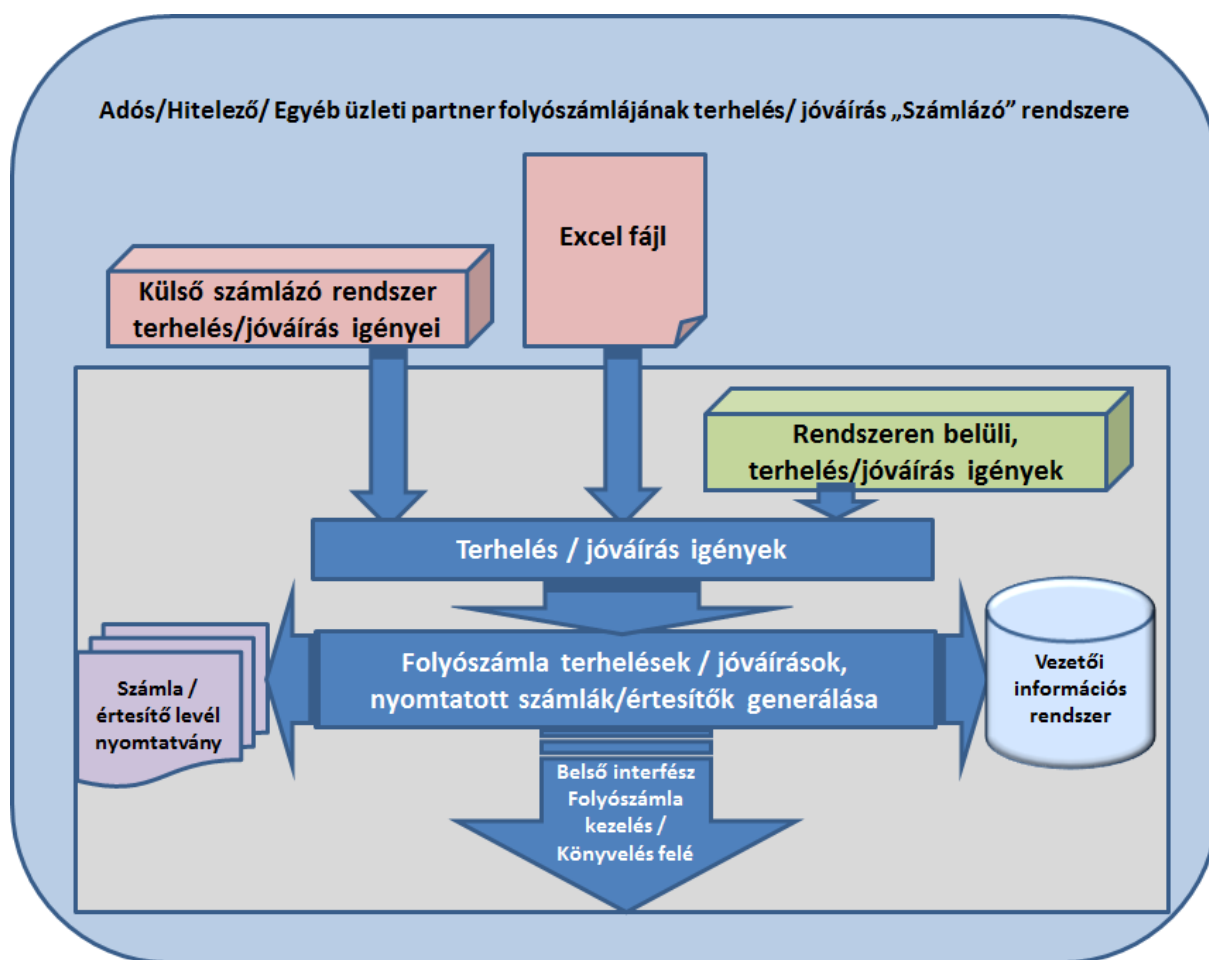 Adós/Hitelező/ Egyéb üzleti partner folyószámlájának terhelés/ jóváírás „Számlázó” rendszere
Excel fájl
Külső számlázó rendszer
terhelés/jóváírás igényei
Rendszeren belüli,
terhelés/jóváírás igények
Terhelés / jóváírás igények
Folyószámla terhelések / jóváírások,
nyomtatott számlák/értesítők generálása
Számla /
értesítő levél
nyomtatvány
Vezetői
információs
rendszer
Belső interfész
Folyószámla
kezelés /
Könyvelés felé